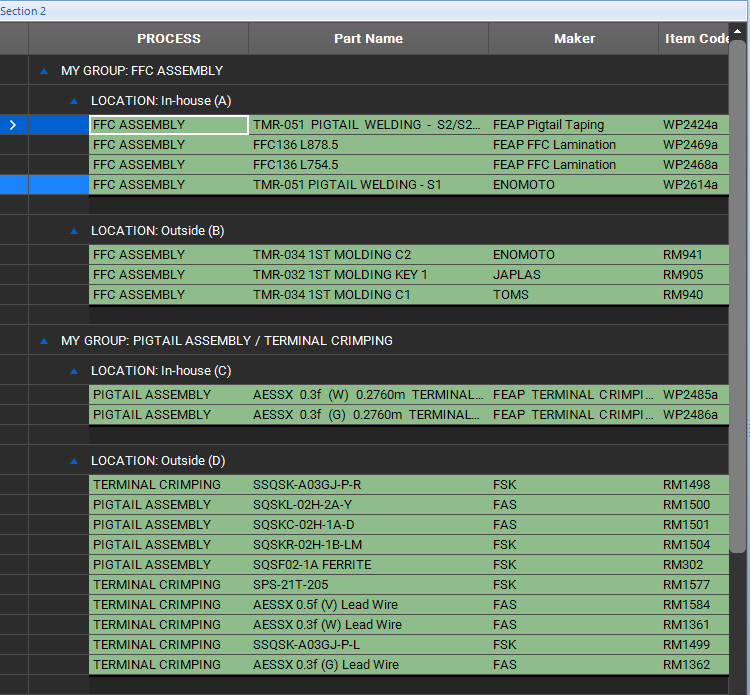 Section 2
PROCESS Part Name Maker Item Code
MY GROUP: FFC ASSEMBLY
LOCATION: In-house (A)
FFC ASSEMBLY TMR-051 PIGTAIL WELDING - S2/S2... FEAP Pigtail Taping WP2424a
FFC ASSEMBLY FFC136 L878.5 FEAP FFC Lamination WP2469a
FFC ASSEMBLY FFC136 L754.5 FEAP FFC Lamination WP2468a
FFC ASSEMBLY TMR-051 PIGTAIL WELDING - S1 ENOMOTO WP2614a
LOCATION: Outside (B)
FFC ASSEMBLY TMR-034 1ST MOLDING C2 ENOMOTO RM941
FFC ASSEMBLY TMR-032 1ST MOLDING KEY 1 JAPLAS RM905
FFC ASSEMBLY TMR-034 1ST MOLDING C1 TOMS RM940
MY GROUP: PIGTAIL ASSEMBLY / TERMINAL CRIMPING
LOCATION: In-house (C)
PIGTAIL ASSEMBLY AESSX 0.3f (W) 0.2760m TERMINAL... FEAP TERMINAL CRIMPI... WP2485a
PIGTAIL ASSEMBLY AESSX 0.3f (G) 0.2760m TERMINAL... FEAP TERMINAL CRIMPI... WP2486a
LOCATION: Outside (D)
TERMINAL CRIMPING SSQSK-A03GJ-P-R FSK RM1498
PIGTAIL ASSEMBLY SQSKL-02H-2A-Y FAS RM1500
PIGTAIL ASSEMBLY SQSKC-02H-1A-D FAS RM1501
PIGTAIL ASSEMBLY SQSKR-02H-1B-LM FSK RM1504
PIGTAIL ASSEMBLY SQSF02-1A FERRITE FSK RM302
TERMINAL CRIMPING SPS-21T-205 FSK RM1577
TERMINAL CRIMPING AESSX 0.5f (V) Lead Wire FAS RM1584
TERMINAL CRIMPING AESSX 0.3f (W) Lead Wire FAS RM1361
TERMINAL CRIMPING SSQSK-A03GJ-P-L FSK RM1499
TERMINAL CRIMPING AESSX 0.3f (G) Lead Wire FAS RM1362